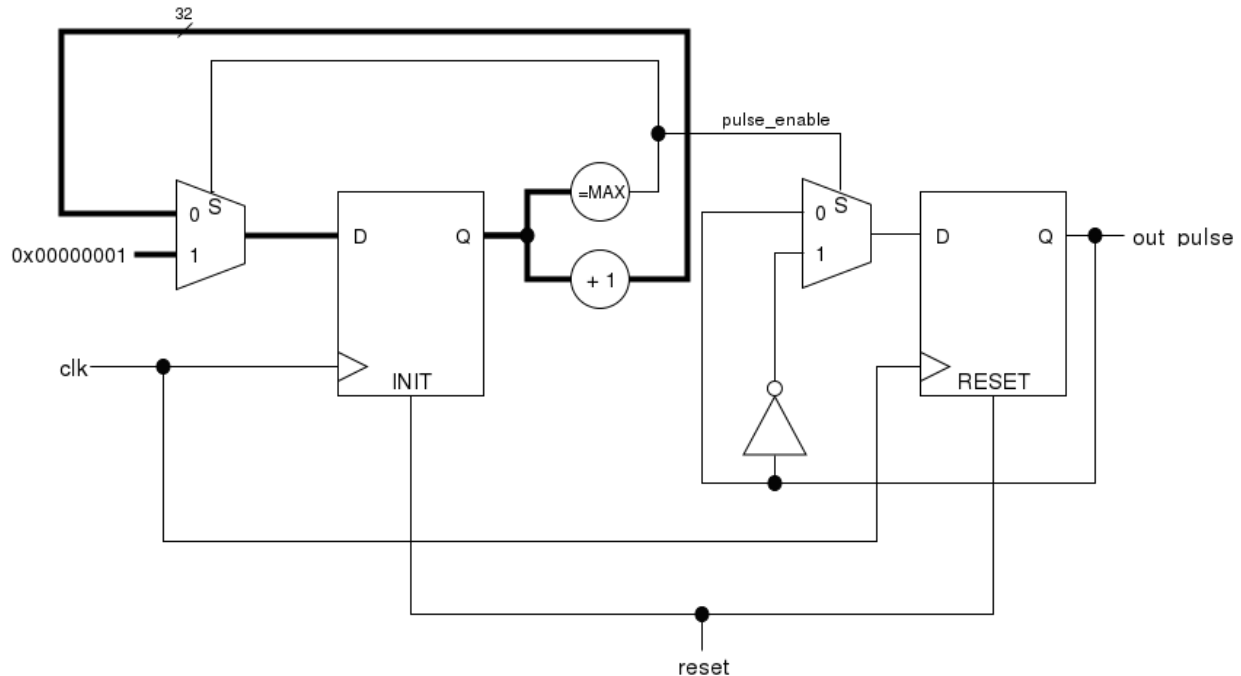 32
pulse_enable
S
0
1
0x00000001
D
Q
=MAX
+ 1
INIT
clk
S
0
1
D
Q
RESET
out_pulse
reset